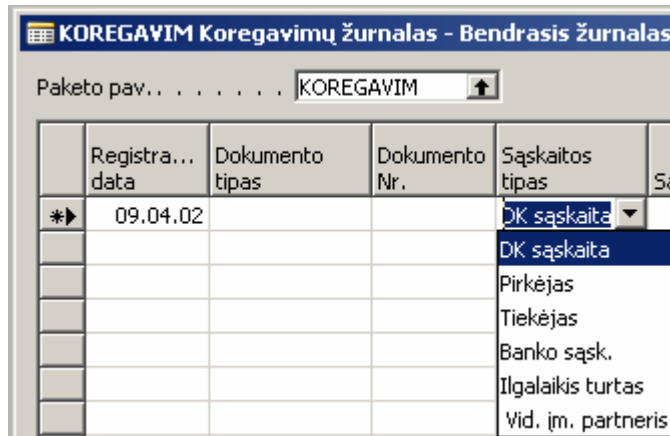 KOREGAVIM Koregavimų žurnalas - Bendrasis žurnalas
Paketo pav.. . . . . . . KOREGAVIM
Registra... Dokumento Dokumento Sąskaitos
data tipas Nr. tipas
09.04.02 DK sąskaita
DK sąskaita
Pirkėjas
Tiekėjas
Banko sąsk.
Ilgalaikis turtas
Vid. įm. partneris